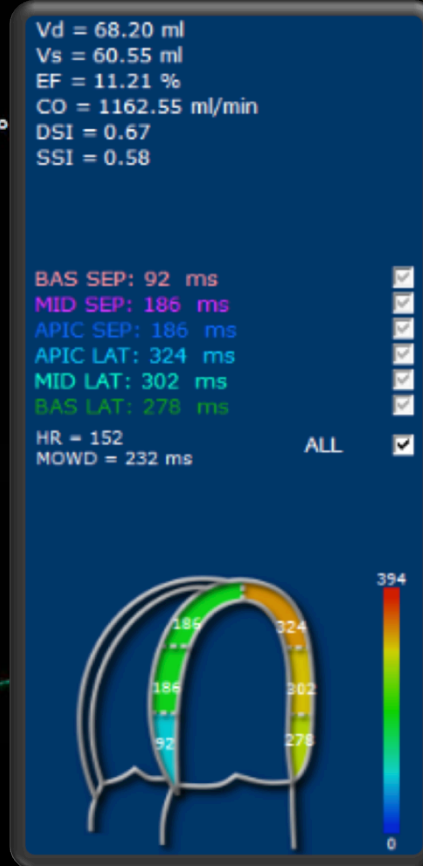 Vd = 68.20 ml
Vs = 60.55 ml
EF = 11.21 %
CO = 1162.55 ml/min
DSI = 0.67
SSI = 0.58
BAS SEP: 92 ms
MID SEP: 186 ms
APIC SEP: 186 ms
APIC LAT: 324 ms
MID LAT: 302 ms
BAS LAT: 278 ms
HR = 152
ALL
MOWD = 232 ms
394
186 324
186 302
92 278
0